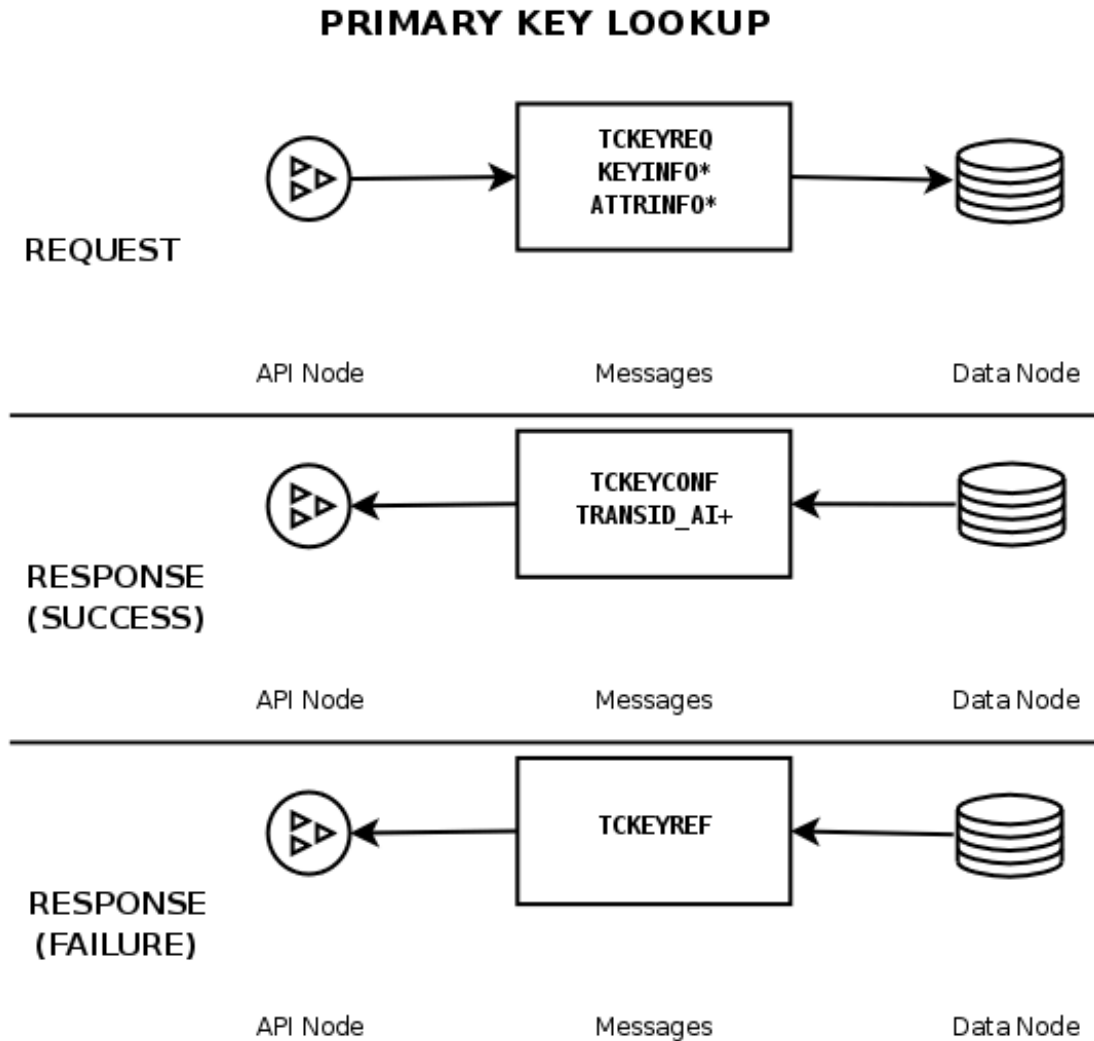 PRIMARY KEY LOOKUP
TCKEYREQ
KEYINFO*
ATTRINFO*
REQUEST
API Node
Messages
Data Node
TCKEYCONF
TRANSID_AI+
RESPONSE
(SUCCESS)
API Node
Messages
Data Node
TCKEYREF
RESPONSE
(FAILURE)
API Node
Messages
Data Node